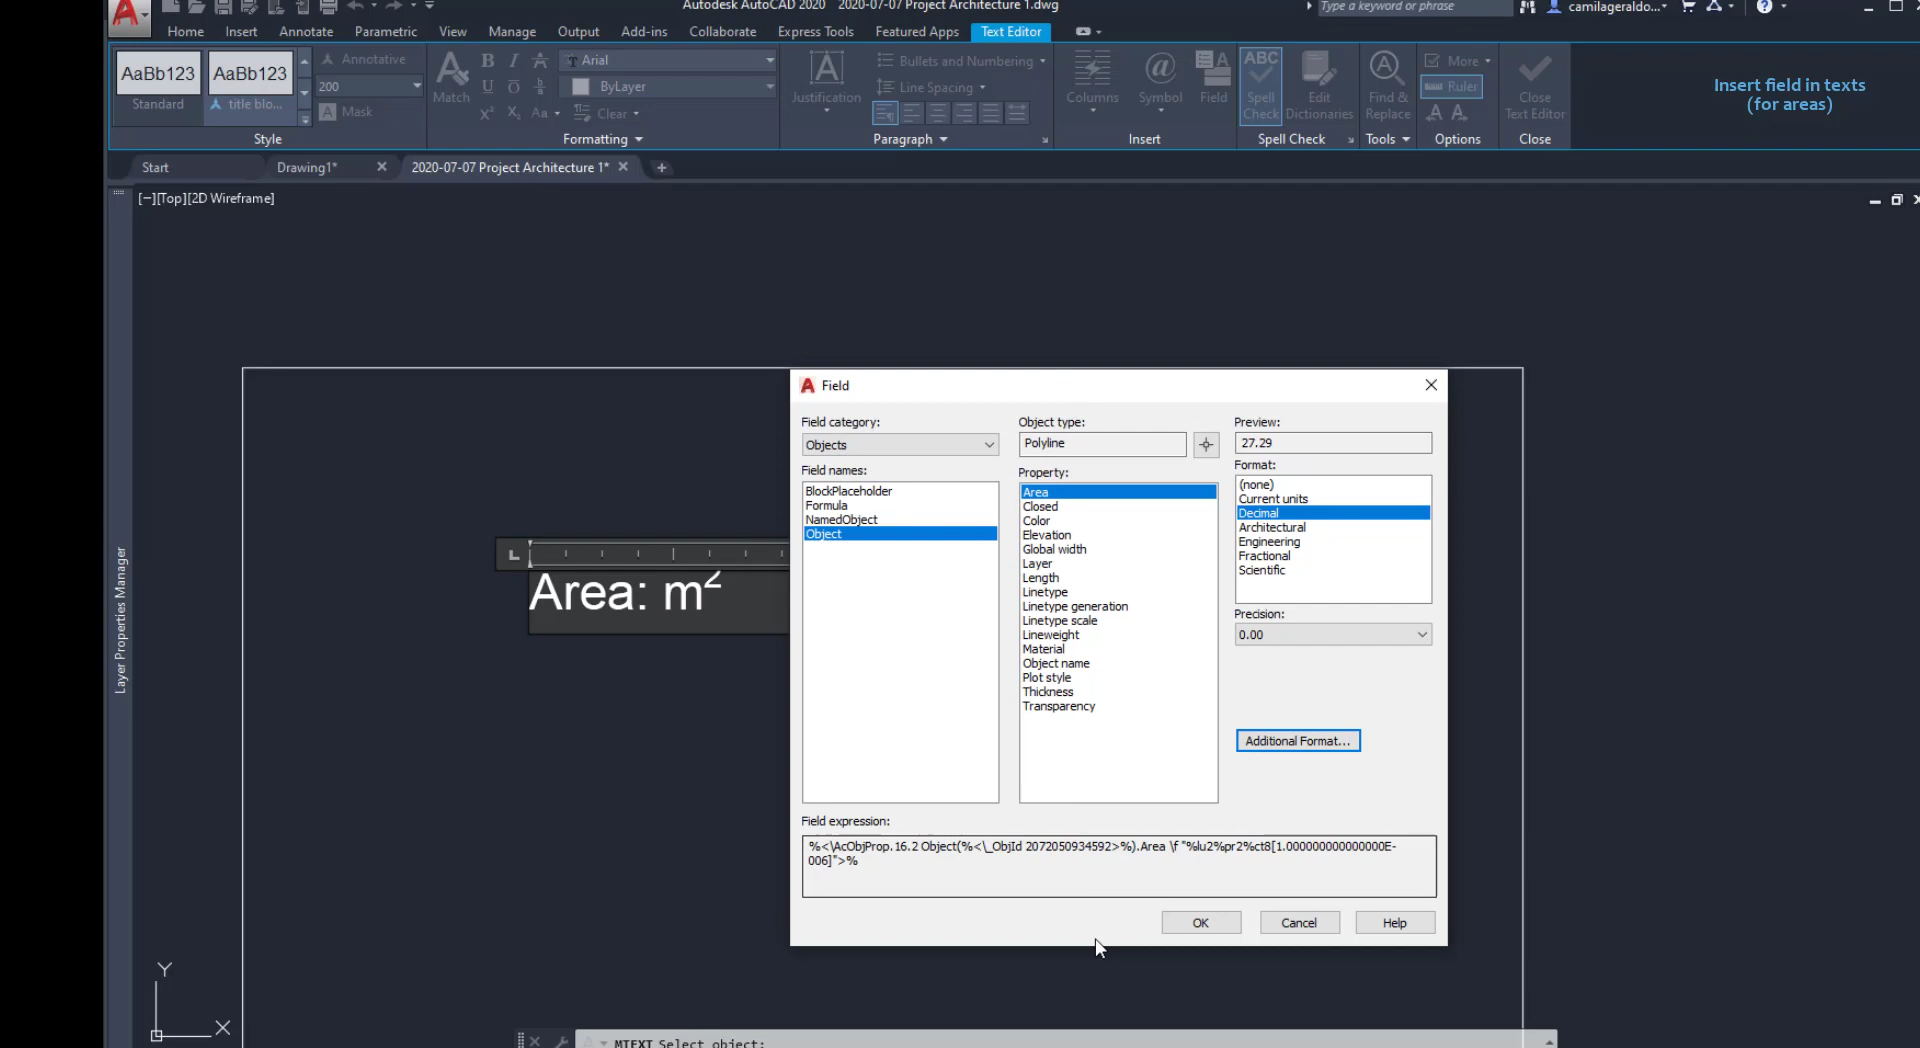 Autodesk AutoCAD 2020 2020-07-07 Project Architecture 1.dwg
Type a keyword or phrase
camilageraldo...
Home Insert Annotate Parametric View Manage Output Add-ins Collaborate Express Tools Featured Apps Text Editor
AaBb123 AaBb123
Standard title blo...
Annotative
200
Mask
Style
Match
B I A Arial
U O ByLayer
X² X₂ Aa Clear
Formatting
Justification
Bullets and Numbering
Line Spacing
Paragraph
Columns
Symbol
Field
Insert
ABC
Spell
Check
Edit
Dictionaries
Spell Check
Find &
Replace
Tools
More
Ruler
Options
Close
Text Editor
Close
Insert field in texts
(for areas)
Start Drawing1* 2020-07-07 Project Architecture 1*
[−][Top][2D Wireframe]
Layer Properties Manager
Area: m²
Field
Field category:
Objects
Field names:
BlockPlaceholder
Formula
NamedObject
Object
Object type:
Polyline
Property:
Area
Closed
Color
Elevation
Global width
Layer
Length
Linetype
Linetype generation
Linetype scale
Lineweight
Material
Object name
Plot style
Thickness
Transparency
Preview:
27.29
Format:
(none)
Current units
Decimal
Architectural
Engineering
Fractional
Scientific
Precision:
0.00
Additional Format...
Field expression:
%<\AcObjProp.16.2 Object(%<\_ObjId 2072050934592>%).Area \f "%lu2%pr2%ct8[1.000000000000000E-
006]">%
OK Cancel Help
Y
X
MTEXT Select object: